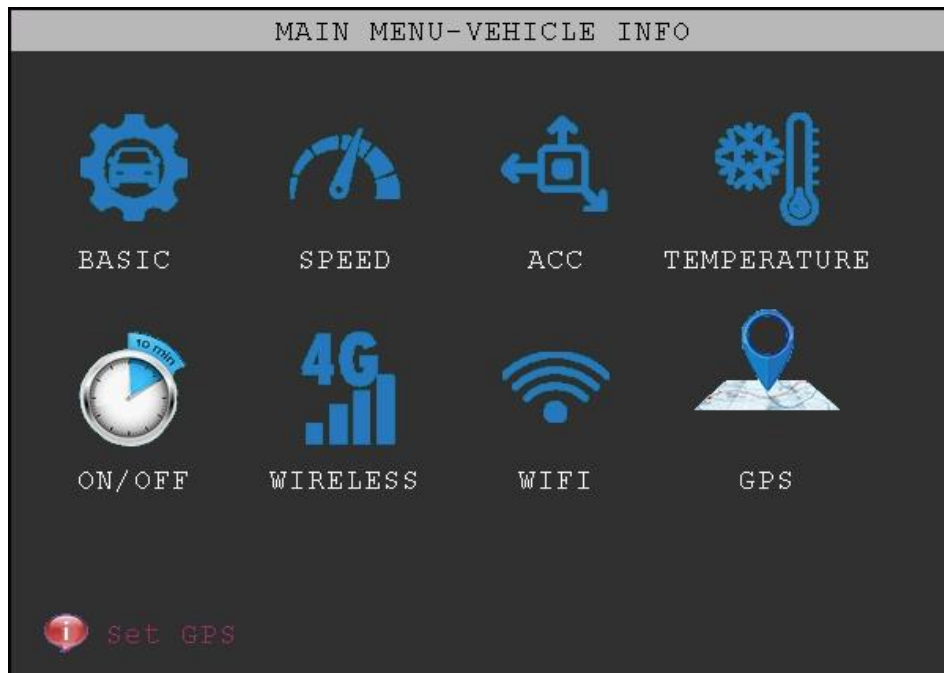 MAIN MENU-VEHICLE INFO
BASIC SPEED ACC TEMPERATURE
10 min
4G
ON/OFF WIRELESS WIFI GPS
i Set GPS